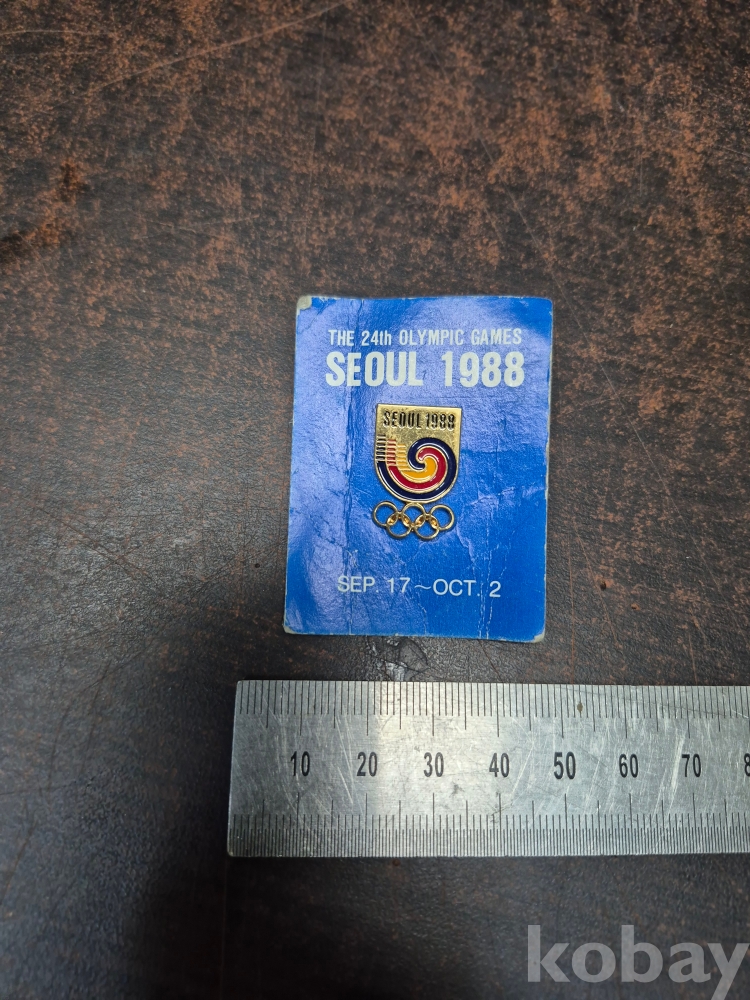 THE 24th OLYMPIC GAMES
SEOUL 1988
SEOUL 1988
SEP. 17~OCT. 2
10 20 30 40 50 60 70 8
kobay